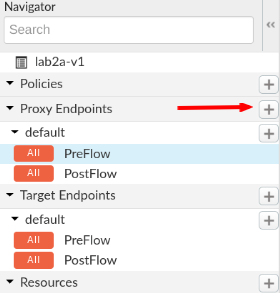 Navigator
«
Search
lab2a-v1
Policies +
Proxy Endpoints +
default +
All PreFlow
All PostFlow
Target Endpoints +
default +
All PreFlow
All PostFlow
Resources +